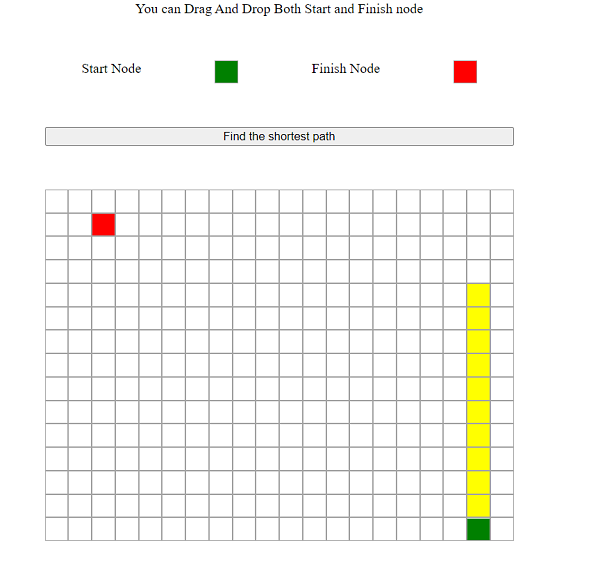 You can Drag And Drop Both Start and Finish node
Start Node
Finish Node
Find the shortest path